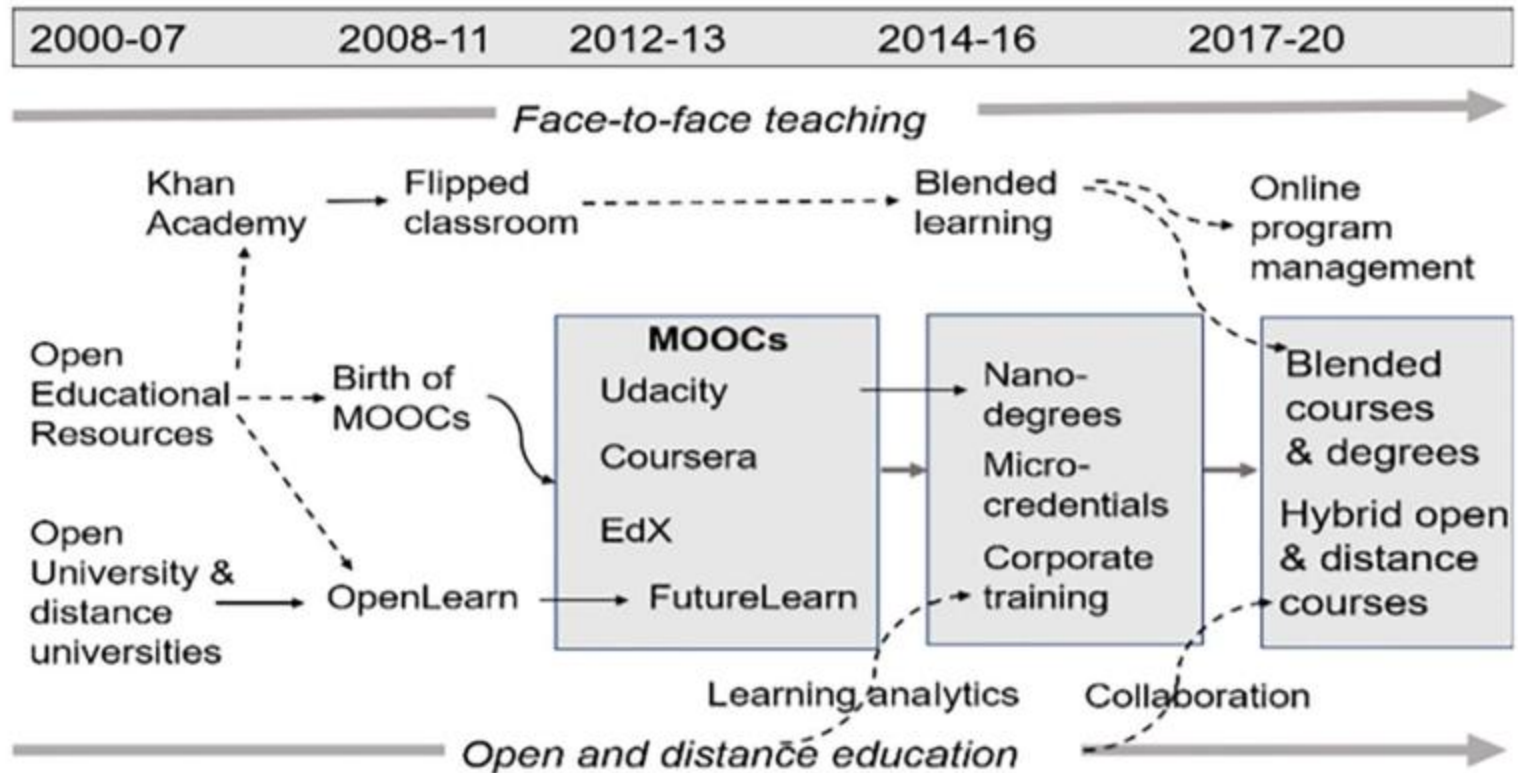 2000-07 2008-11 2012-13 2014-16 2017-20
Face-to-face teaching
Khan
Academy
Flipped
classroom
Blended
learning
Online
program
management
Open
Educational
Resources
Birth of
MOOCs
MOOCs
Udacity
Coursera
EdX
FutureLearn
Nano-
degrees
Micro-
credentials
Corporate
training
Blended
courses
& degrees
Hybrid open
& distance
courses
Open
University &
distance
universities
OpenLearn
Learning analytics
Collaboration
Open and distance education